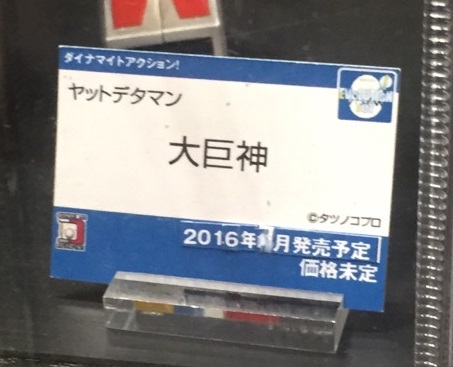 ダイナマイトアクション!
ヤットデタマン
大巨神
©タツノコプロ
2016年 月発売予定
価格未定